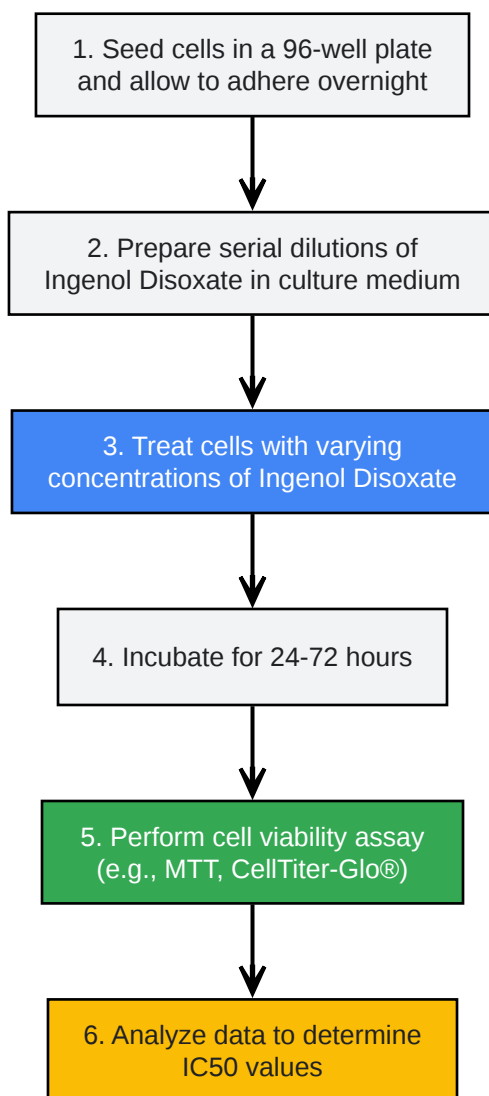 1. Seed cells in a 96-well plate
and allow to adhere overnight
2. Prepare serial dilutions of
Ingenol Disoxate in culture medium
3. Treat cells with varying
concentrations of Ingenol Disoxate
4. Incubate for 24-72 hours
5. Perform cell viability assay
(e.g., MTT, CellTiter-Glo®)
6. Analyze data to determine
IC50 values